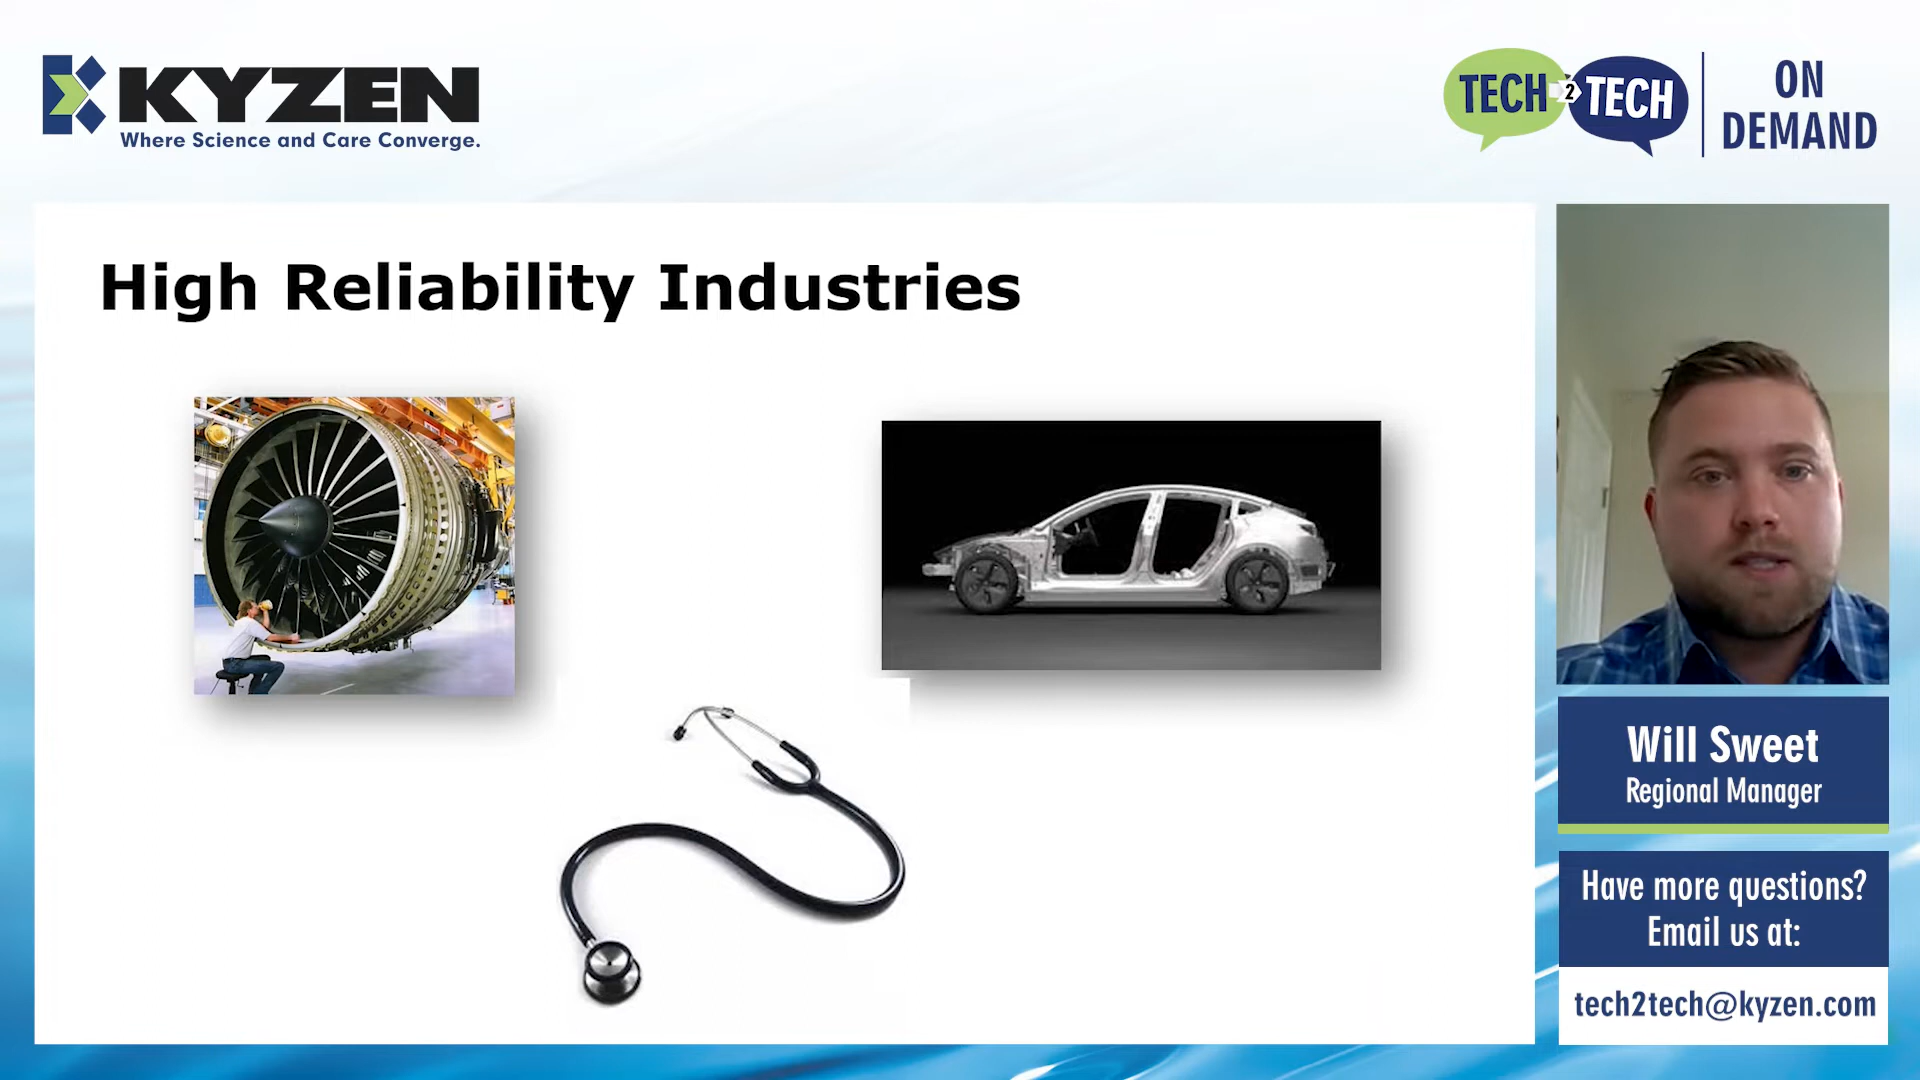 KYZEN
Where Science and Care Converge.
TECH 2 TECH
ON
DEMAND
High Reliability Industries
Will Sweet
Regional Manager
Have more questions?
Email us at:
tech2tech@kyzen.com